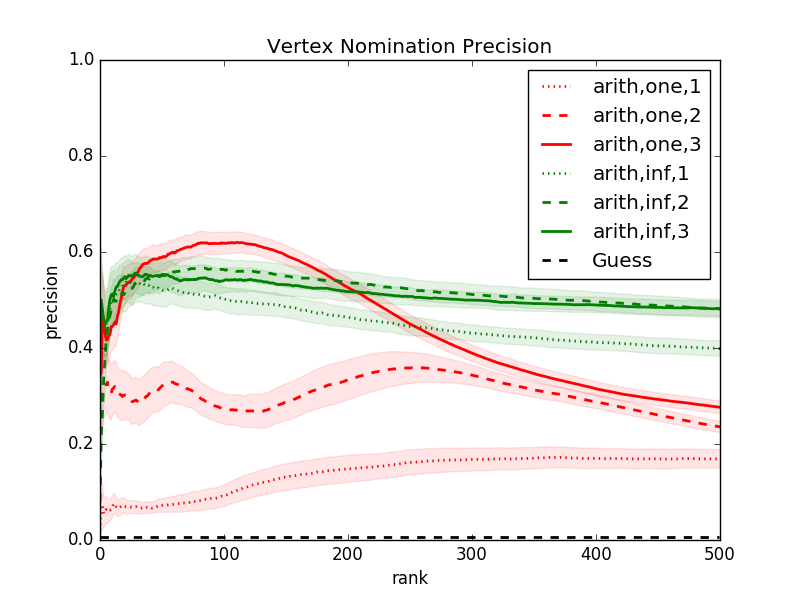 Vertex Nomination Precision
1.0
0.8
0.6
0.4
0.2
0.0
precision
0 100 200 300 400 500
rank
arith,one,1
arith,one,2
arith,one,3
arith,inf,1
arith,inf,2
arith,inf,3
Guess